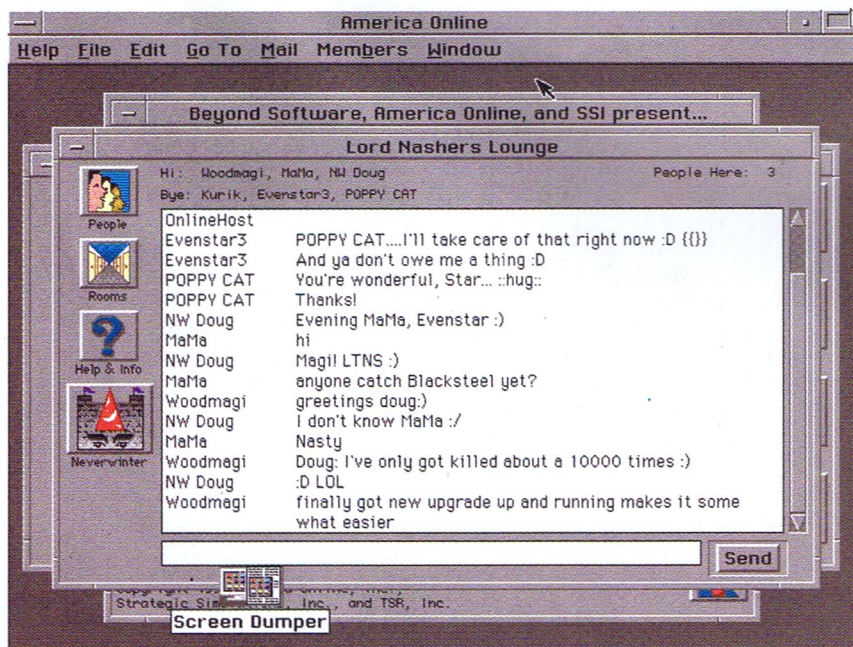 America Online
Help File Edit Go To Mail Members Window
Beyond Software, America Online, and SSI present...
Lord Nashers Lounge
Hi: Woodmagi, MaMa, NW Doug People Here: 3
Bye: Kurik, Evenstar3, POPPY CAT
People
Rooms
Help & Info
Neverwinter
OnlineHost
Evenstar3 POPPY CAT....I'll take care of that right now :D {{}}
Evenstar3 And ya don't owe me a thing :D
POPPY CAT You're wonderful, Star... ::hug::
POPPY CAT Thanks!
NW Doug Evening MaMa, Evenstar :)
MaMa hi
NW Doug Magi! LTNS :)
MaMa anyone catch Blacksteel yet?
Woodmagi greetings doug:)
NW Doug I don't know MaMa :/
MaMa Nasty
Woodmagi Doug: I've only got killed about a 10000 times :)
NW Doug :D LOL
Woodmagi finally got new upgrade up and running makes it some
what easier
Send
Strategic Inc., and TSR, Inc.
Screen Dumper